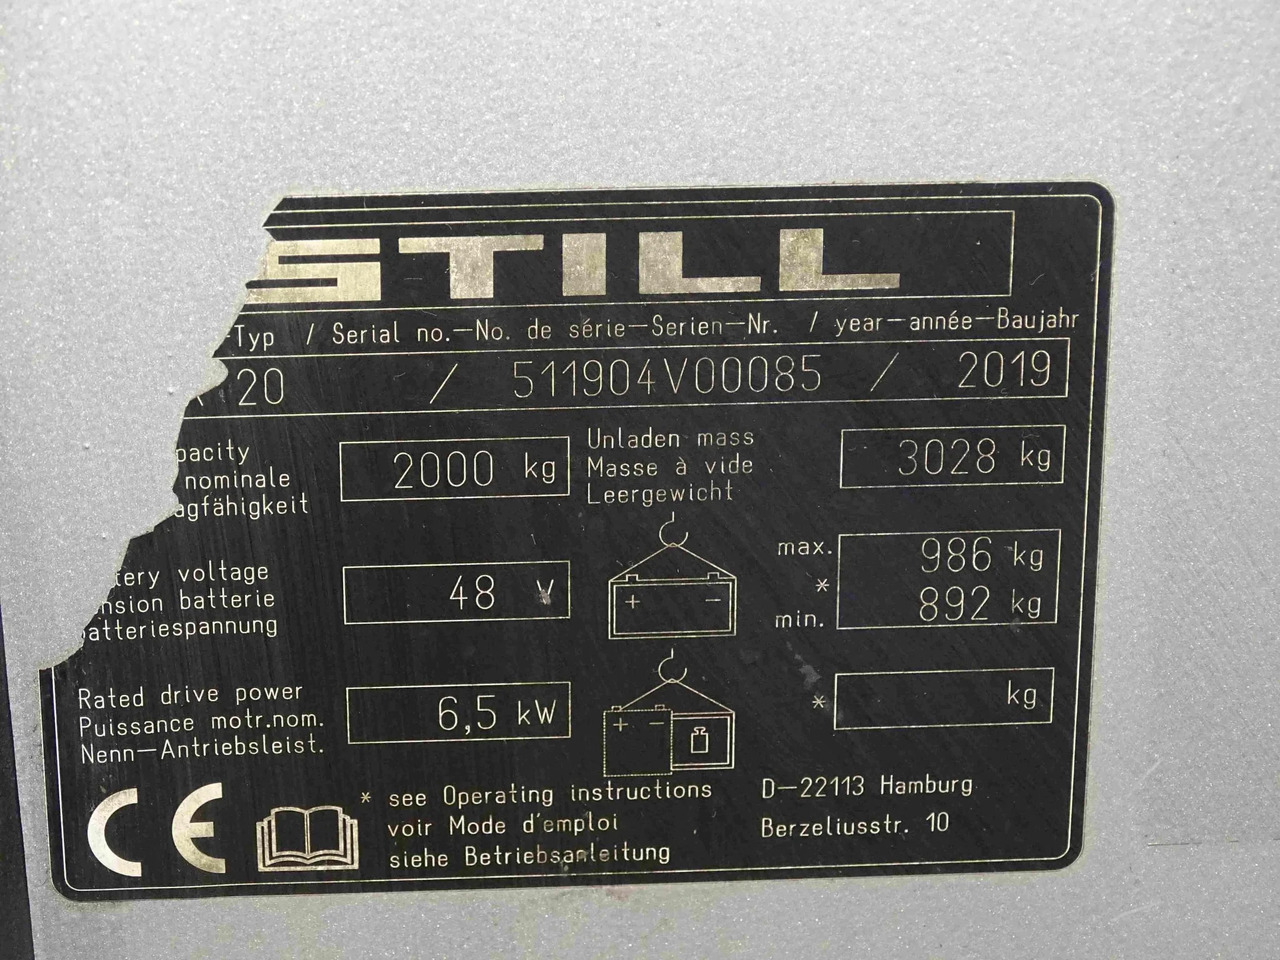 STILL
-Typ / Serial no.-No. de série-Serien-Nr. / year-année-Baujahr
20 / 511904V00085 / 2019
pacity
nominale
agfähigkeit
2000 kg
Unladen mass
Masse à vide
Leergewicht
3028 kg
tery voltage
ension batterie
atteriespannung
48 V
+ -
max.
*
min.
986 kg
892 kg
Rated drive power
Puissance motr.nom.
Nenn-Antriebsleist.
6,5 kW
+ -
* kg
CE
* see Operating instructions
voir Mode d'emploi
siehe Betriebsanleitung
D-22113 Hamburg
Berzeliusstr. 10